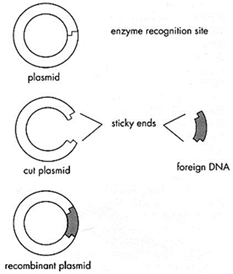 enzyme recognition site
plasmid
sticky ends
cut plasmid
foreign DNA
recombinant plasmid